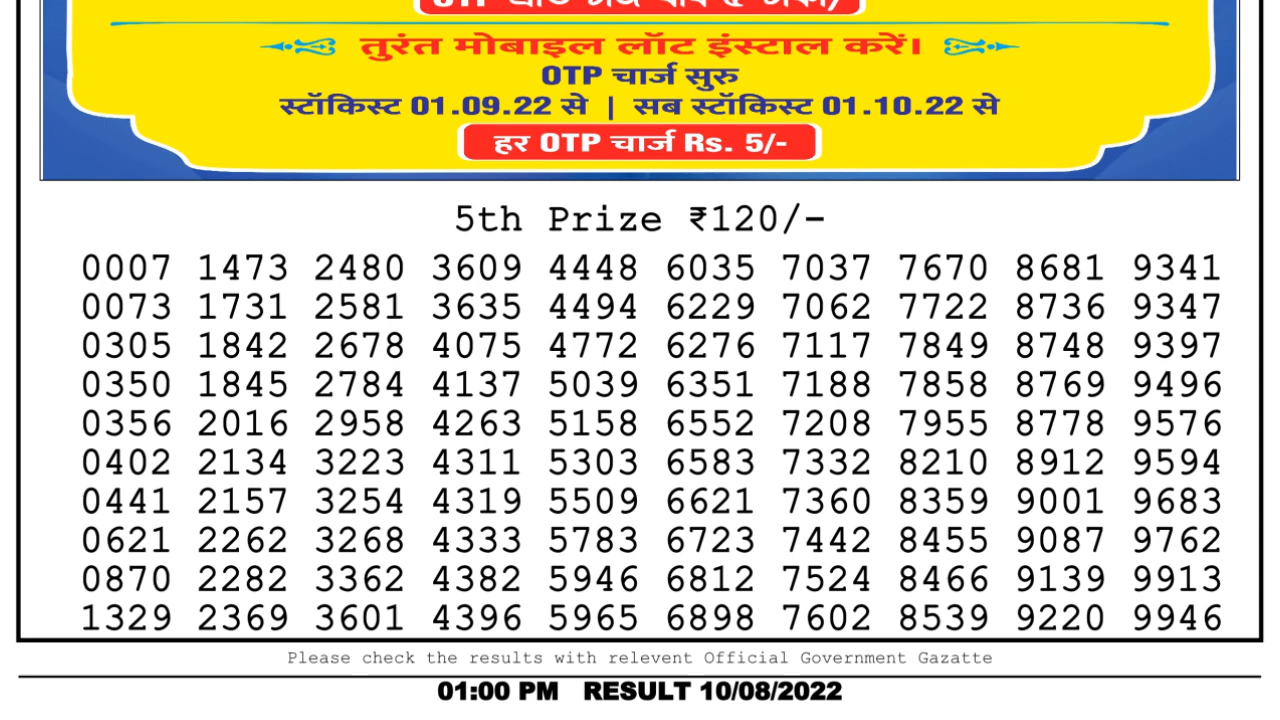 तुरंत मोबाइल लॉट इंस्टाल करें।
OTP चार्ज सुरु
स्टॉकिस्ट 01.09.22 से | सब स्टॉकिस्ट 01.10.22 से
हर OTP चार्ज Rs. 5/-
5th Prize ₹120/-
0007 1473 2480 3609 4448 6035 7037 7670 8681 9341
0073 1731 2581 3635 4494 6229 7062 7722 8736 9347
0305 1842 2678 4075 4772 6276 7117 7849 8748 9397
0350 1845 2784 4137 5039 6351 7188 7858 8769 9496
0356 2016 2958 4263 5158 6552 7208 7955 8778 9576
0402 2134 3223 4311 5303 6583 7332 8210 8912 9594
0441 2157 3254 4319 5509 6621 7360 8359 9001 9683
0621 2262 3268 4333 5783 6723 7442 8455 9087 9762
0870 2282 3362 4382 5946 6812 7524 8466 9139 9913
1329 2369 3601 4396 5965 6898 7602 8539 9220 9946
Please check the results with relevent Official Government Gazatte
01:00 PM RESULT 10/08/2022